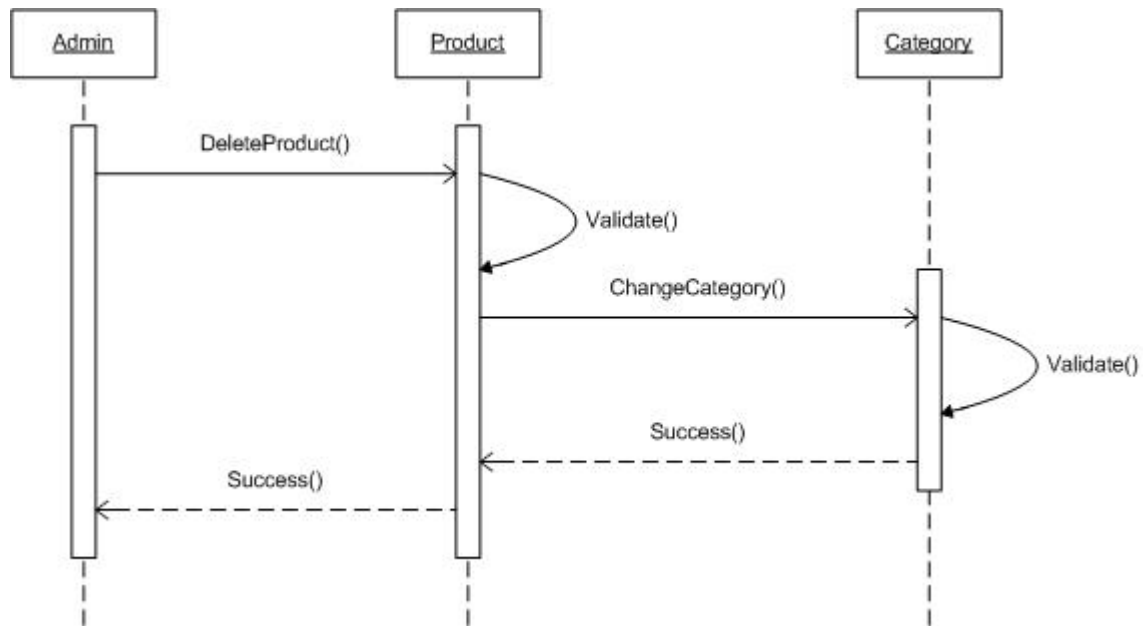 Admin
Product
Category
DeleteProduct()
Validate()
ChangeCategory()
Validate()
Success()
Success()